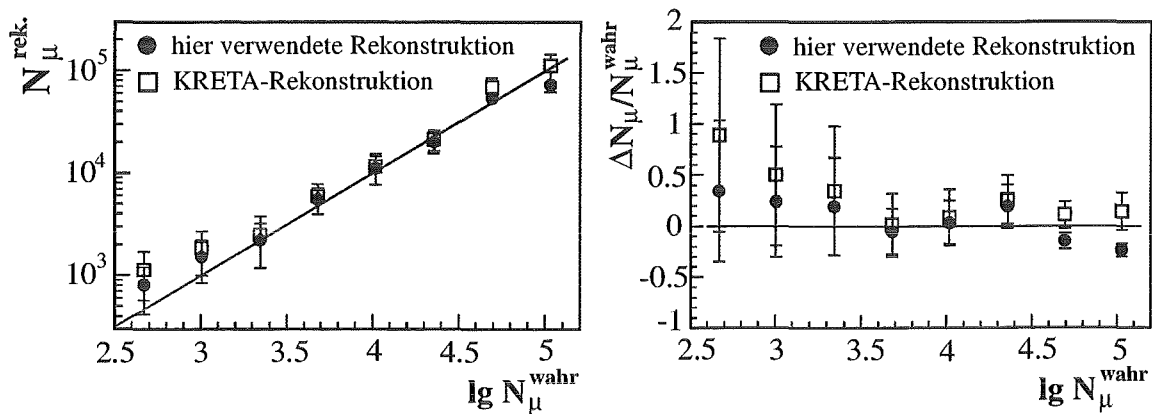 N_μ^rek.
● hier verwendete Rekonstruktion
□ KRETA-Rekonstruktion
10^5
10^4
10^3
2.5 3 3.5 4 4.5 5
lg N_μ^wahr
ΔN_μ/N_μ^wahr
● hier verwendete Rekonstruktion
□ KRETA-Rekonstruktion
2
1.5
1
0.5
0
-0.5
-1
2.5 3 3.5 4 4.5 5
lg N_μ^wahr